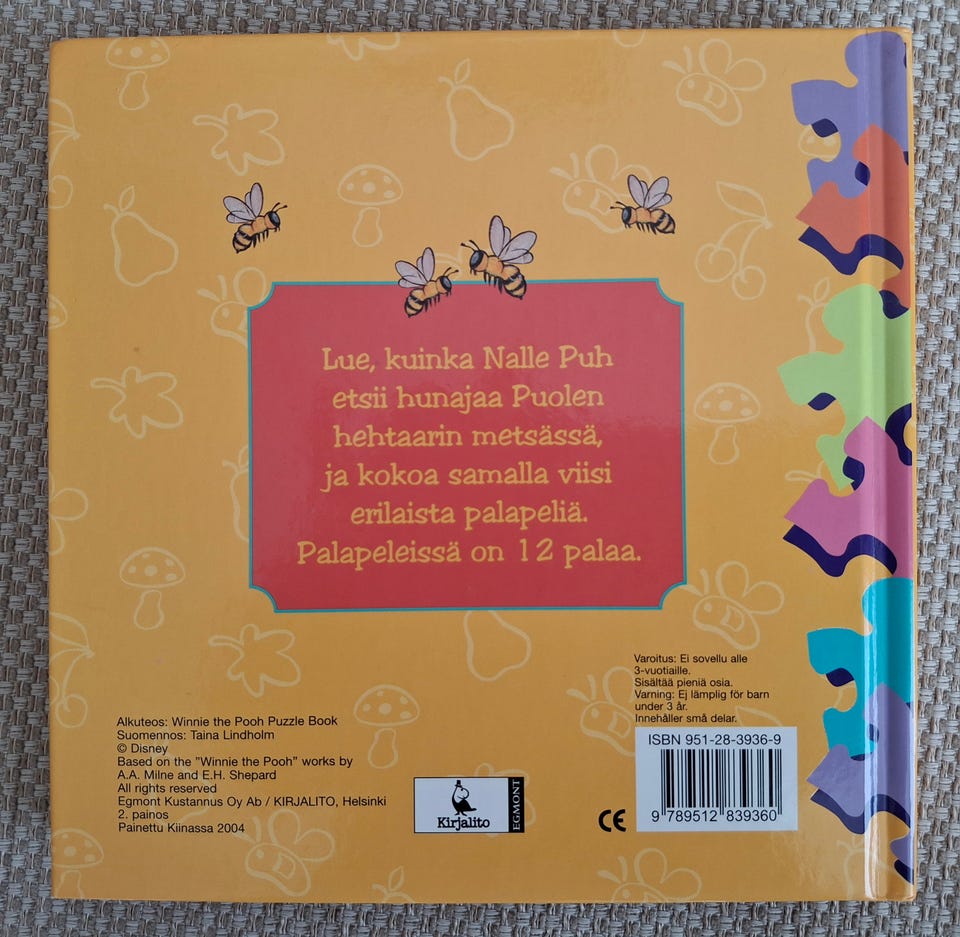 Lue, kuinka Nalle Puh
etsii hunajaa Puolen
hehtaarin metsässä,
ja kokoa samalla viisi
erilaista palapeliä.
Palapeleissä on 12 palaa.
Varoitus: Ei sovellu alle
3-vuotiaille.
Sisältää pieniä osia.
Varning: Ej lämplig för barn
under 3 år.
Innehåller små delar.
Alkuteos: Winnie the Pooh Puzzle Book
Suomennos: Taina Lindholm
© Disney
Based on the "Winnie the Pooh" works by
A.A. Milne and E.H. Shepard
All rights reserved
Egmont Kustannus Oy Ab / KIRJALITO, Helsinki
2. painos
Painettu Kiinassa 2004
Kirjalito
EGMONT
CE
ISBN 951-28-3936-9
9 789512 839360